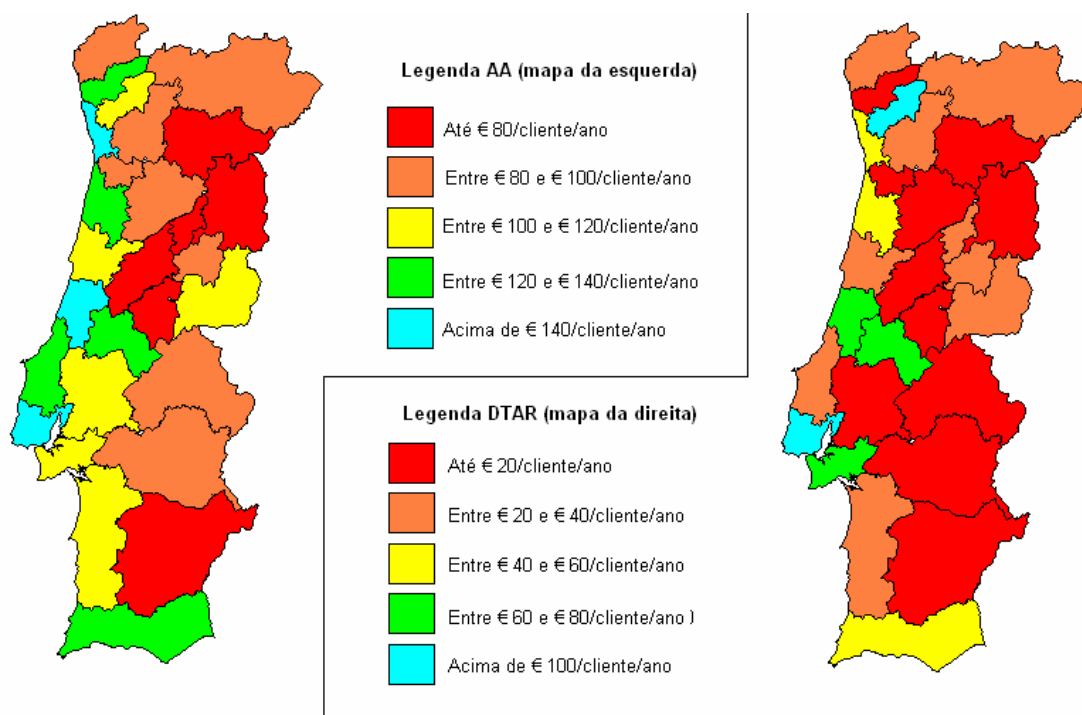 Legenda AA (mapa da esquerda)
Até € 80/cliente/ano
Entre € 80 e € 100/cliente/ano
Entre € 100 e € 120/cliente/ano
Entre € 120 e € 140/cliente/ano
Acima de € 140/cliente/ano
Legenda DTAR (mapa da direita)
Até € 20/cliente/ano
Entre € 20 e € 40/cliente/ano
Entre € 40 e € 60/cliente/ano
Entre € 60 e € 80/cliente/ano )
Acima de € 100/cliente/ano